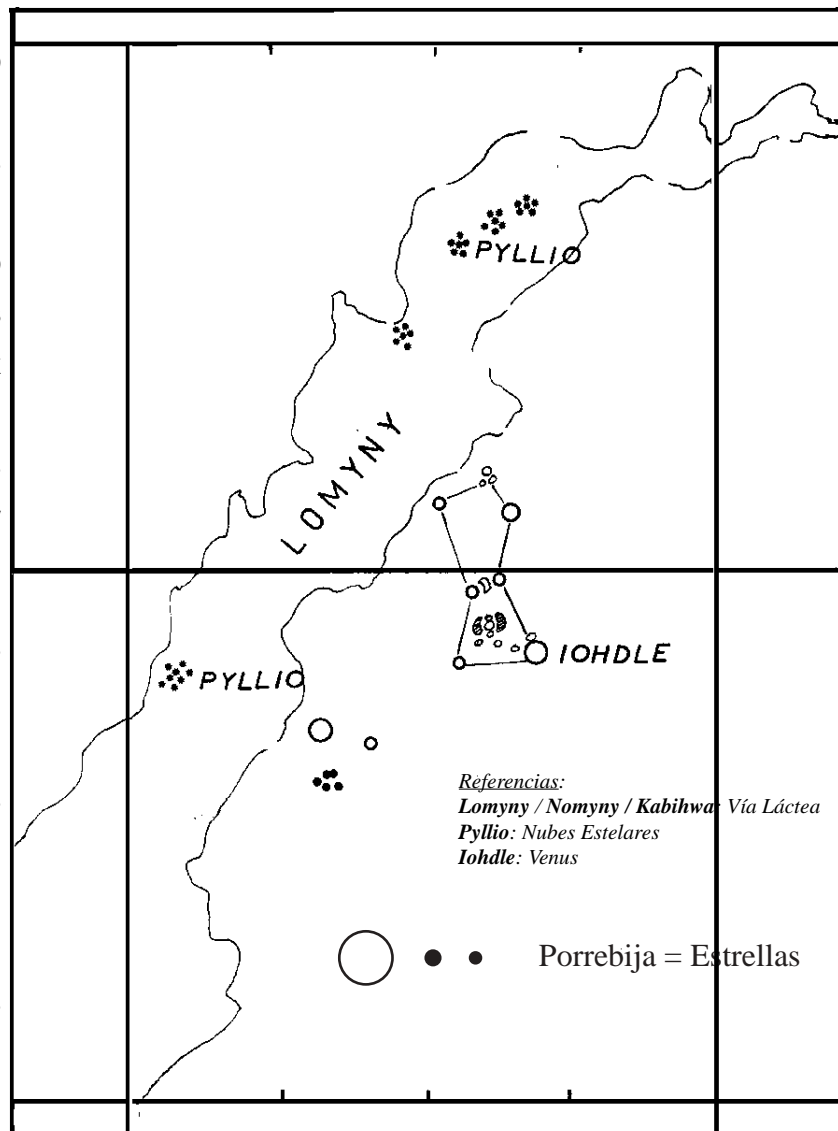 PYLLIO
LOMYNY
IOHDLE
PYLLIO
Referencias:
Lomyny / Nomyny / Kabihwa: Vía Láctea
Pyllio: Nubes Estelares
Iohdle: Venus
Porrebija = Estrellas